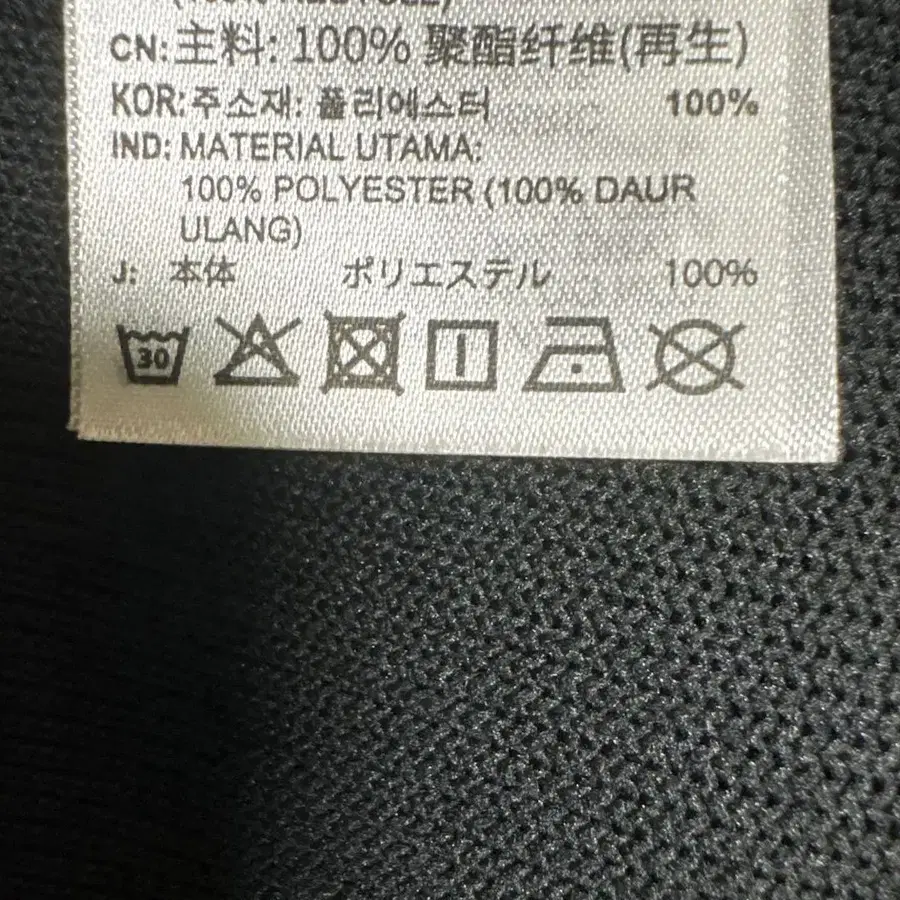 (100% RECYCLÉ)
CN: 主料: 100% 聚酯纤维(再生)
KOR: 주소재: 폴리에스터 100%
IND: MATERIAL UTAMA:
100% POLYESTER (100% DAUR
ULANG)
J: 本体 ポリエステル 100%
30